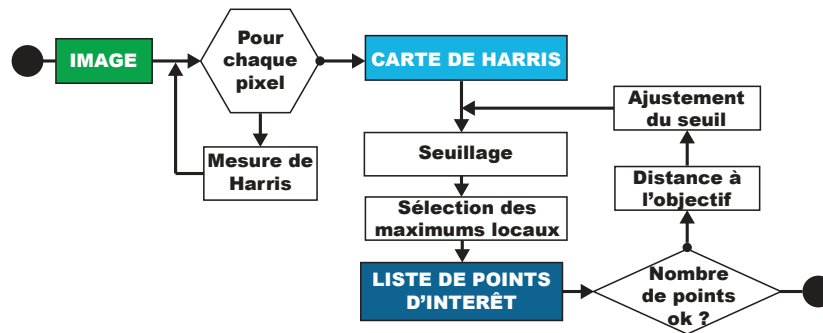 IMAGE
Pour
chaque
pixel
Mesure de
Harris
CARTE DE HARRIS
Seuillage
Sélection des
maximums locaux
LISTE DE POINTS
D'INTERÊT
Nombre
de points
ok ?
Distance à
l'objectif
Ajustement
du seuil